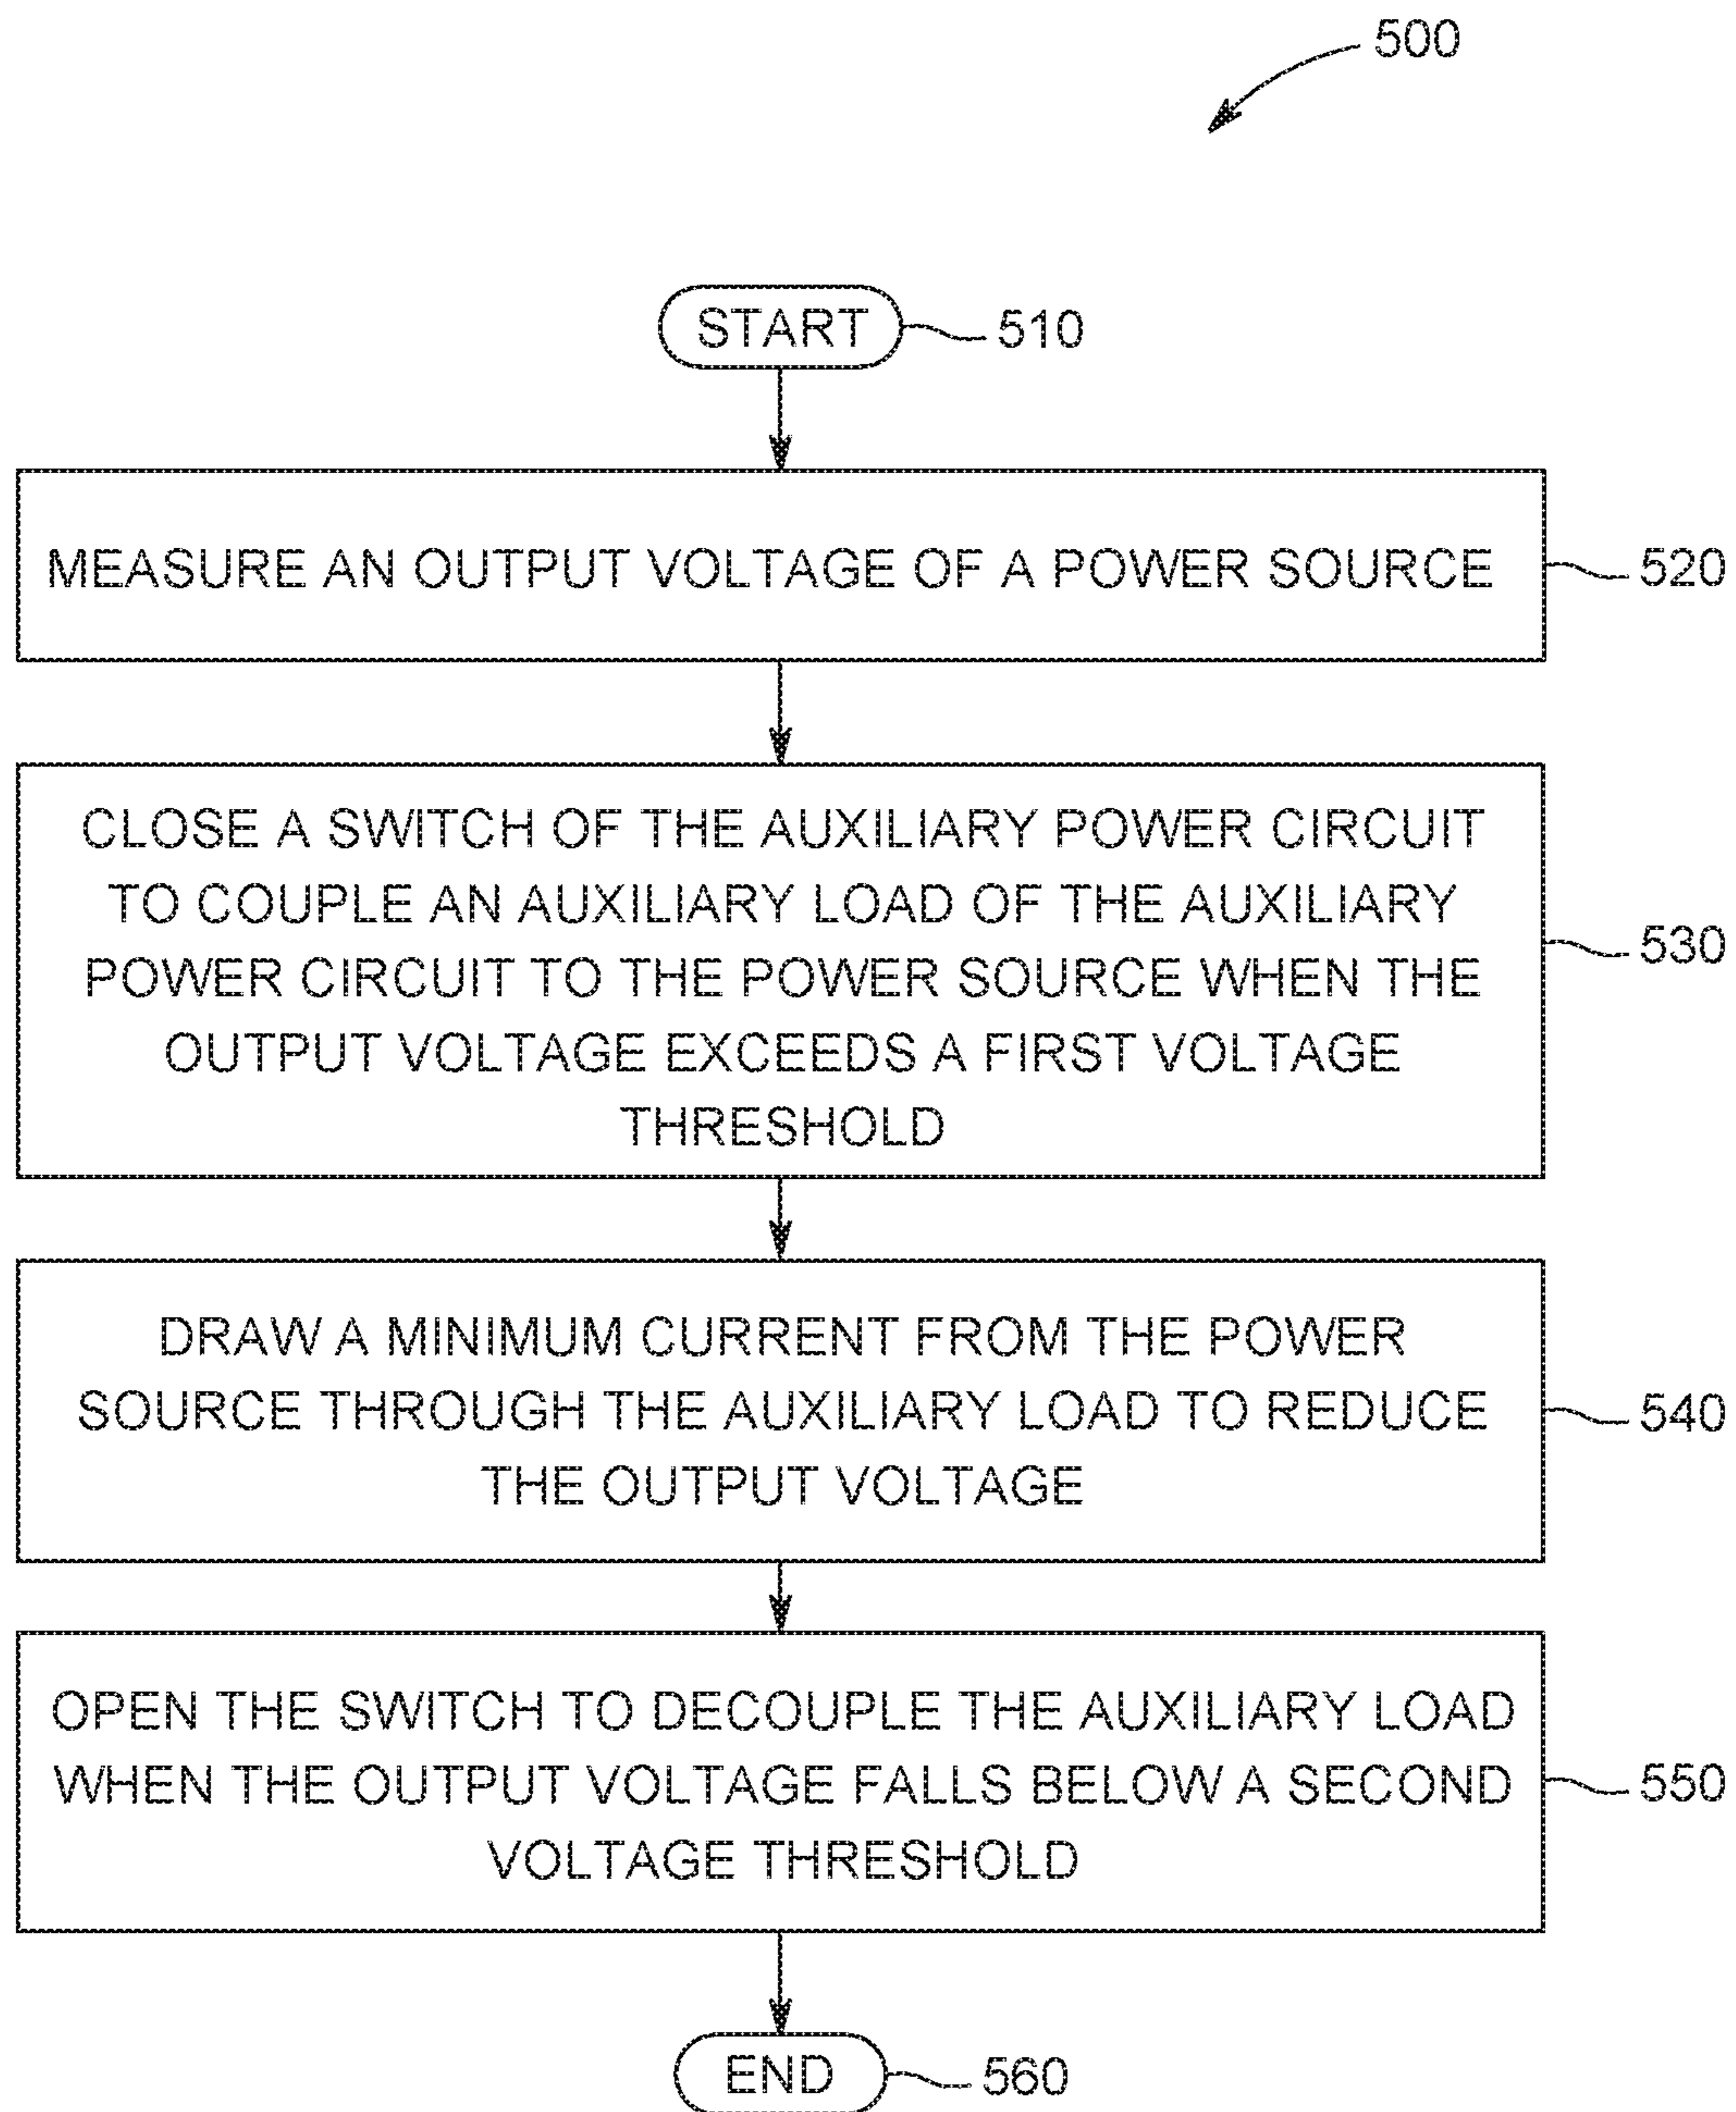 500
START
510
MEASURE AN OUTPUT VOLTAGE OF A POWER SOURCE
520
CLOSE A SWITCH OF THE AUXILIARY POWER CIRCUIT
TO COUPLE AN AUXILIARY LOAD OF THE AUXILIARY
POWER CIRCUIT TO THE POWER SOURCE WHEN THE
OUTPUT VOLTAGE EXCEEDS A FIRST VOLTAGE
THRESHOLD
530
DRAW A MINIMUM CURRENT FROM THE POWER
SOURCE THROUGH THE AUXILIARY LOAD TO REDUCE
THE OUTPUT VOLTAGE
540
OPEN THE SWITCH TO DECOUPLE THE AUXILIARY LOAD
WHEN THE OUTPUT VOLTAGE FALLS BELOW A SECOND
VOLTAGE THRESHOLD
550
END
560